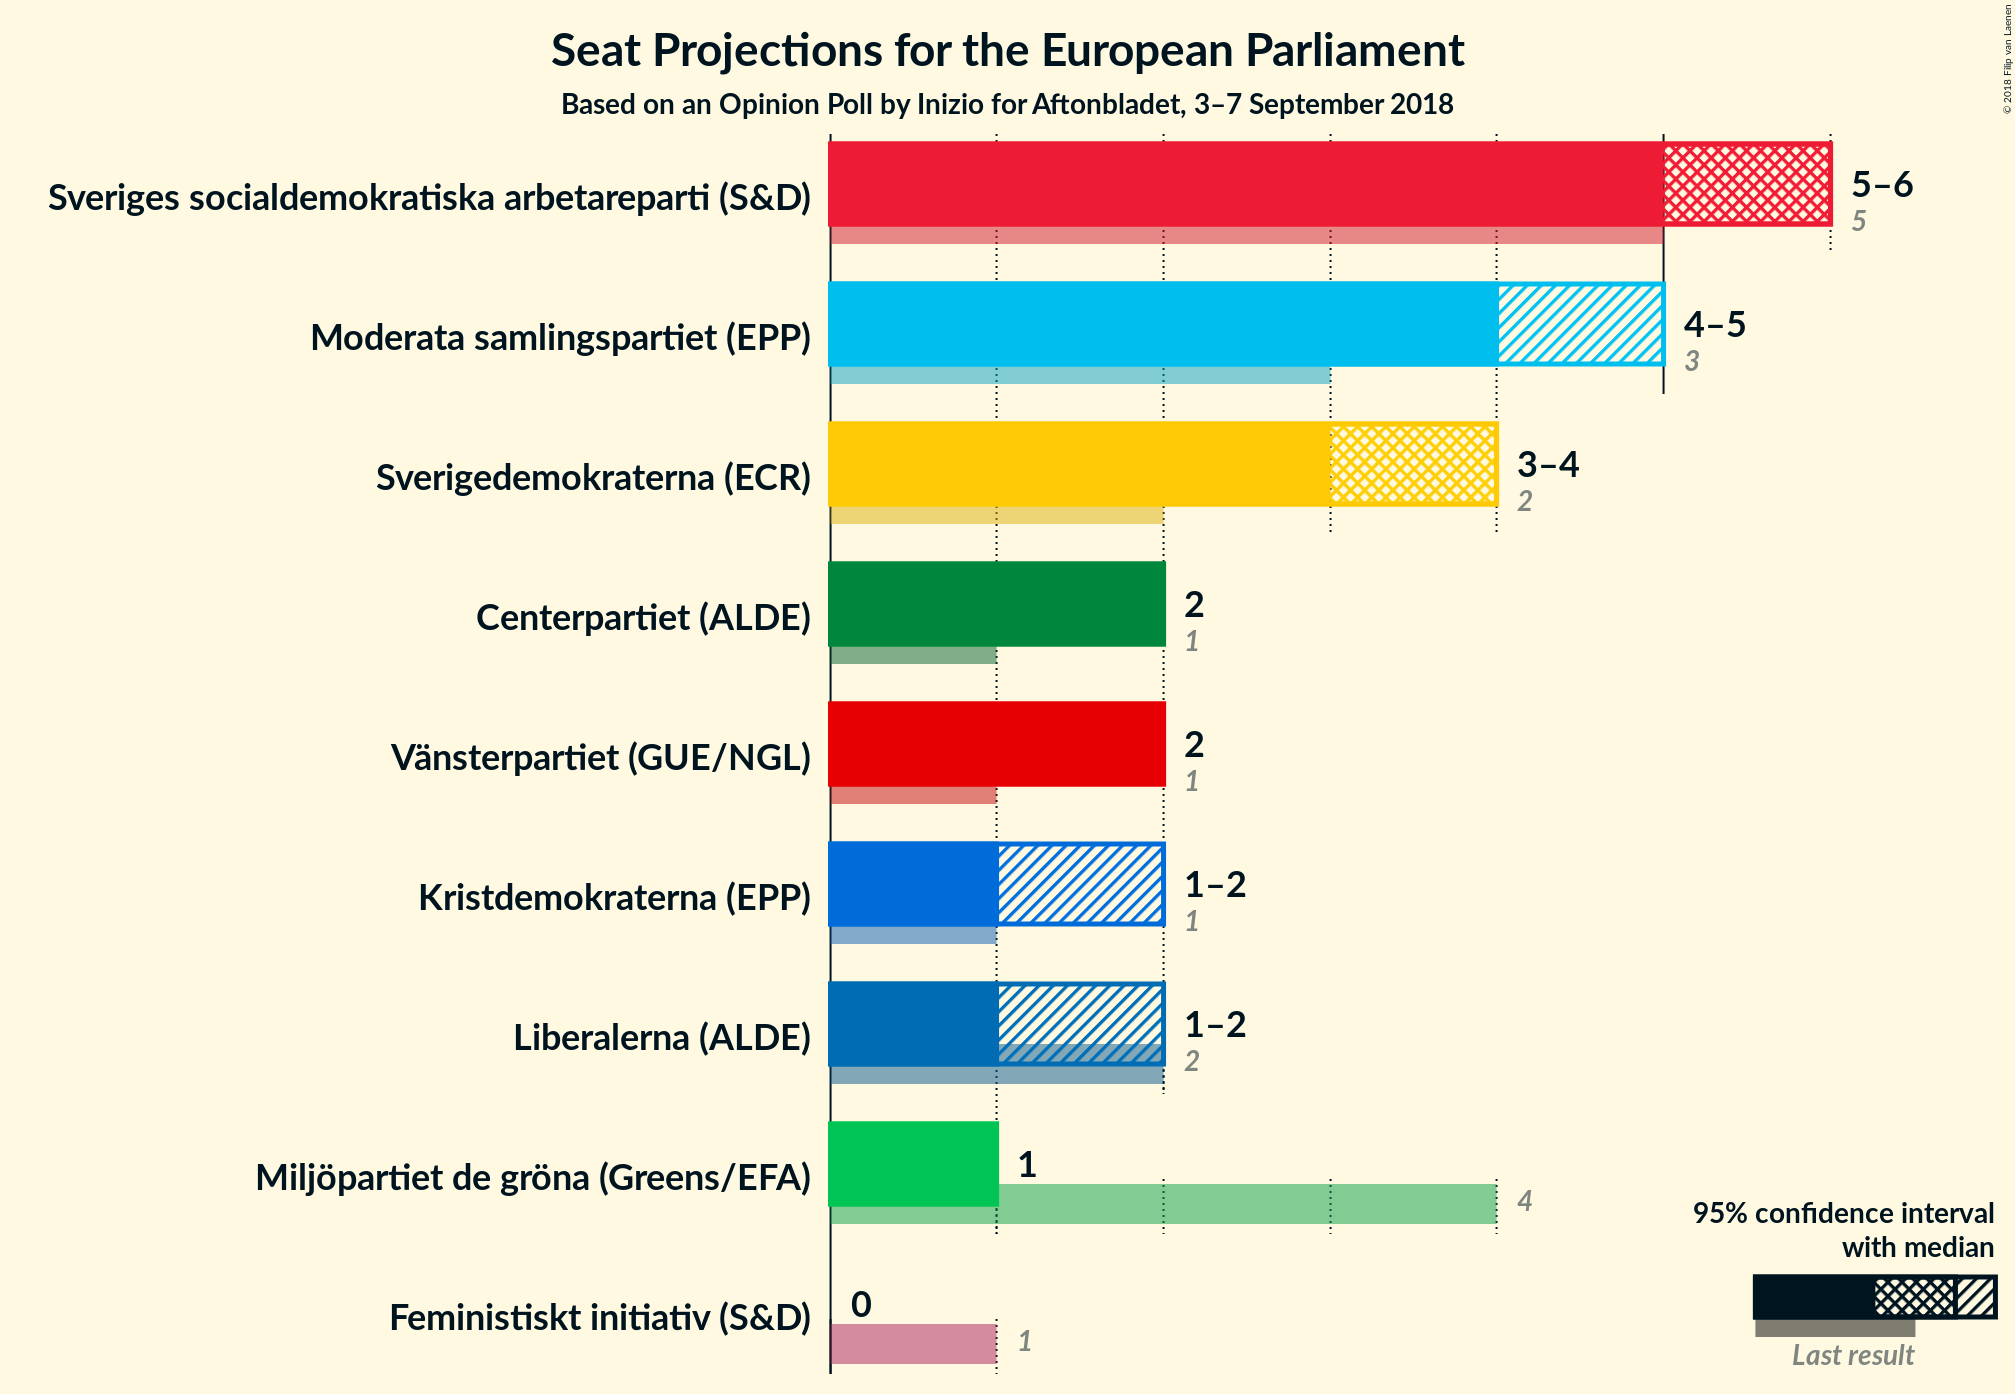 Seat Projections for the European Parliament
Based on an Opinion Poll by Inizio for Aftonbladet, 3–7 September 2018
© 2018 Filip van Laenen
Sveriges socialdemokratiska arbetareparti (S&D)
5–6
5
Moderata samlingspartiet (EPP)
4–5
3
Sverigedemokraterna (ECR)
3–4
2
Centerpartiet (ALDE)
2
1
Vänsterpartiet (GUE/NGL)
2
1
Kristdemokraterna (EPP)
1–2
1
Liberalerna (ALDE)
1–2
2
Miljöpartiet de gröna (Greens/EFA)
1
4
Feministiskt initiativ (S&D)
0
1
95% confidence interval
with median
Last result